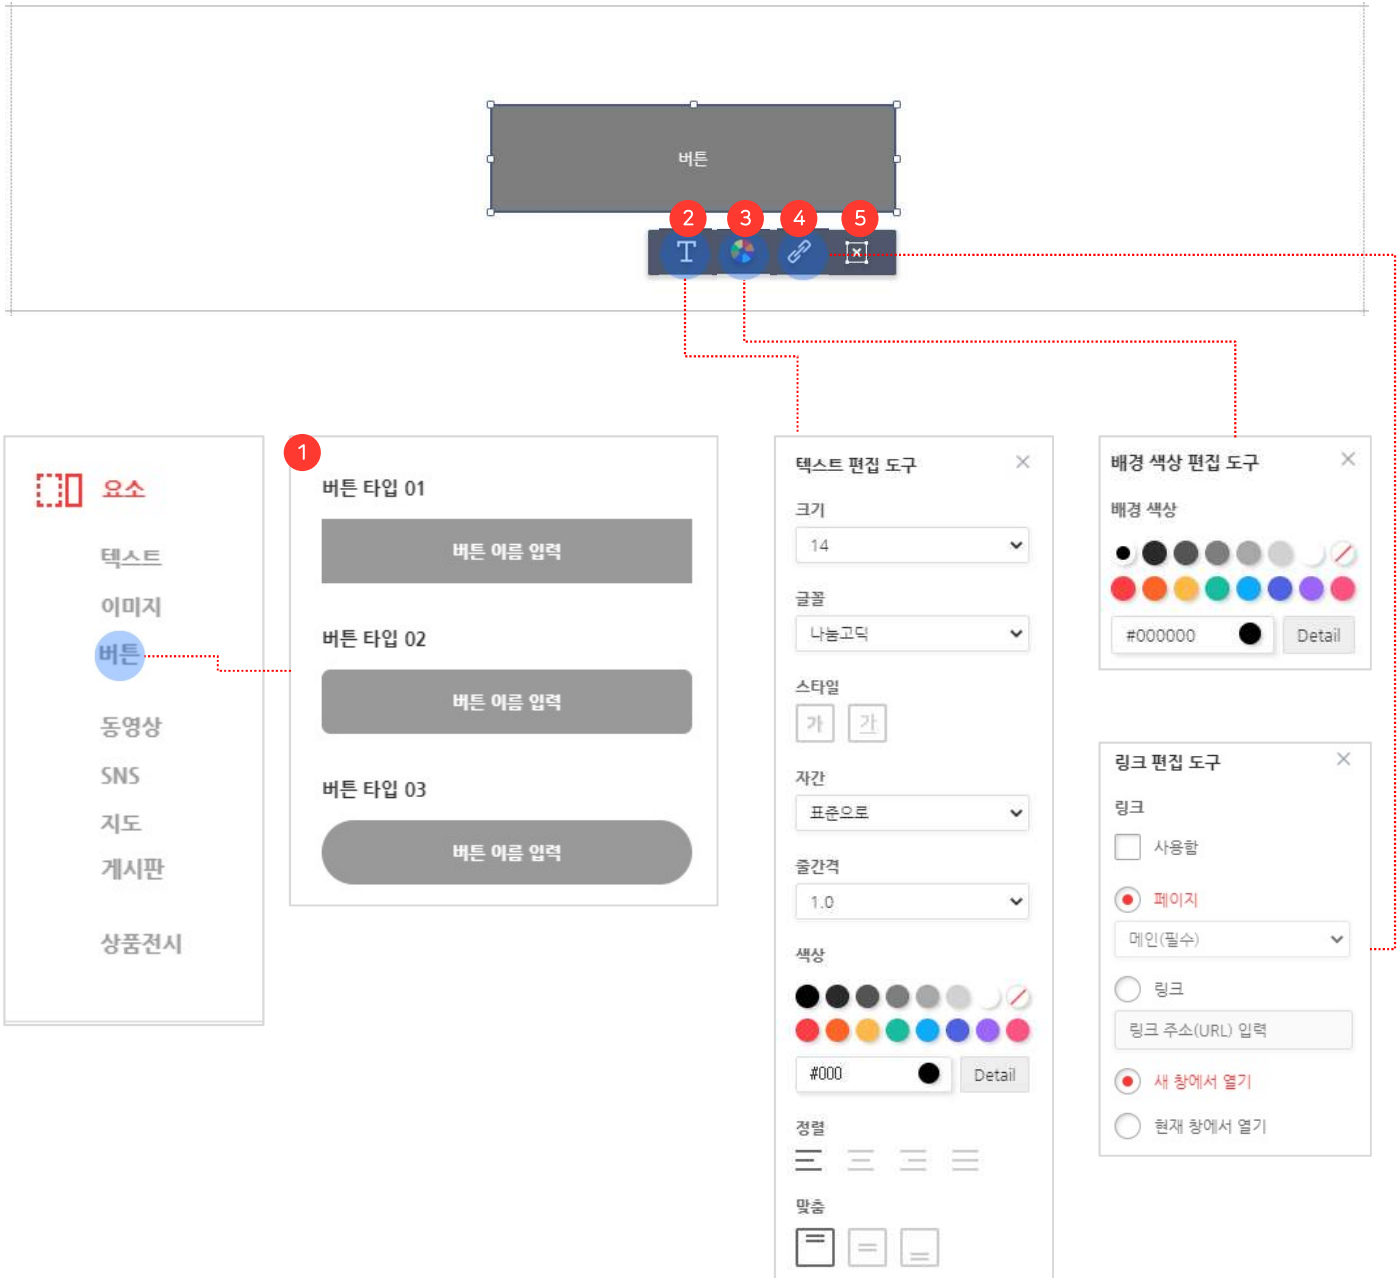 버튼
2
3
4
5
T
요소
텍스트
이미지
버튼
동영상
SNS
지도
게시판
상품전시
1
버튼 타입 01
버튼 이름 입력
버튼 타입 02
버튼 이름 입력
버튼 타입 03
버튼 이름 입력
텍스트 편집 도구
크기
14
글꼴
나눔고딕
스타일
가 가
자간
표준으로
줄간격
1.0
색상
#000
Detail
정렬
맞춤
배경 색상 편집 도구
배경 색상
#000000
Detail
링크 편집 도구
링크
사용함
페이지
메인(필수)
링크
링크 주소(URL) 입력
새 창에서 열기
현재 창에서 열기